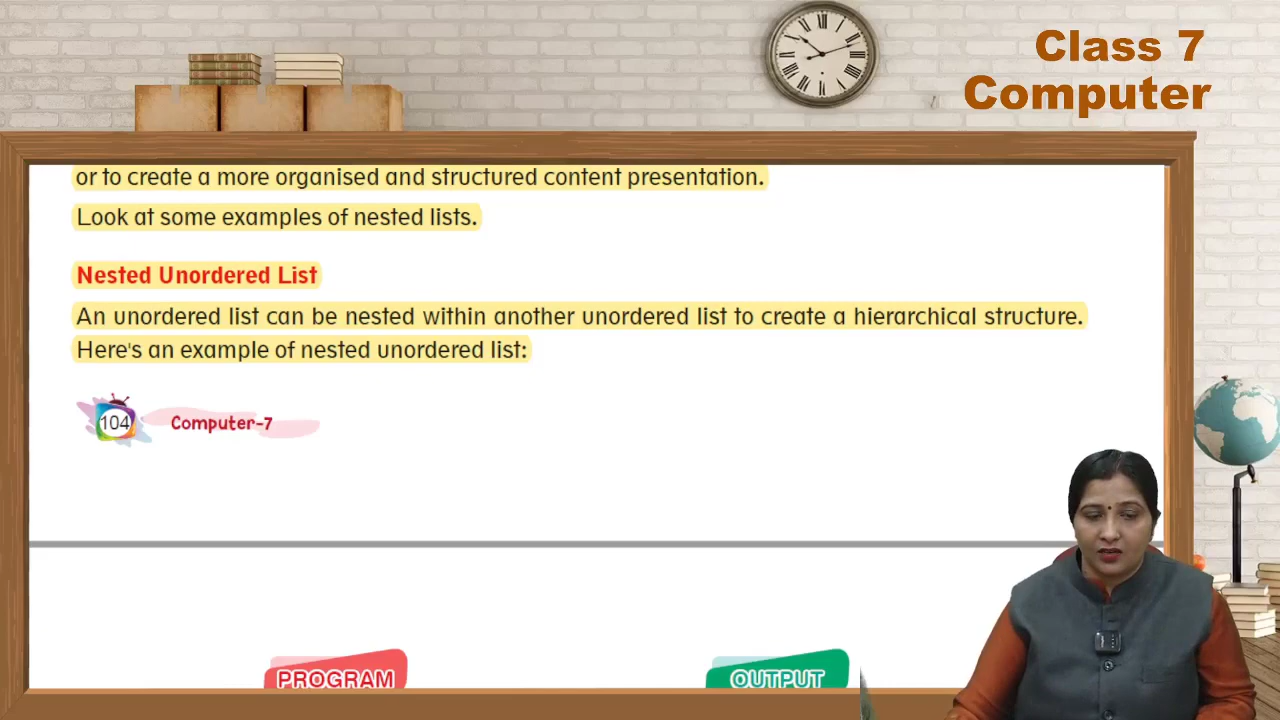 Class 7
Computer
or to create a more organised and structured content presentation.
Look at some examples of nested lists.
Nested Unordered List
An unordered list can be nested within another unordered list to create a hierarchical structure.
Here's an example of nested unordered list:
104 Computer-7
PROGRAM OUTPUT